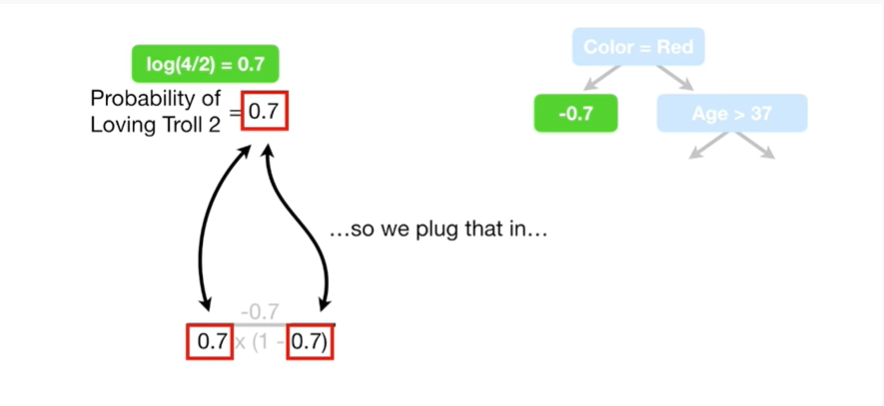 log(4/2) = 0.7
Color = Red
Probability of
Loving Troll 2
= 0.7
-0.7
Age > 37
...so we plug that in...
-0.7
0.7 x (1 - 0.7)